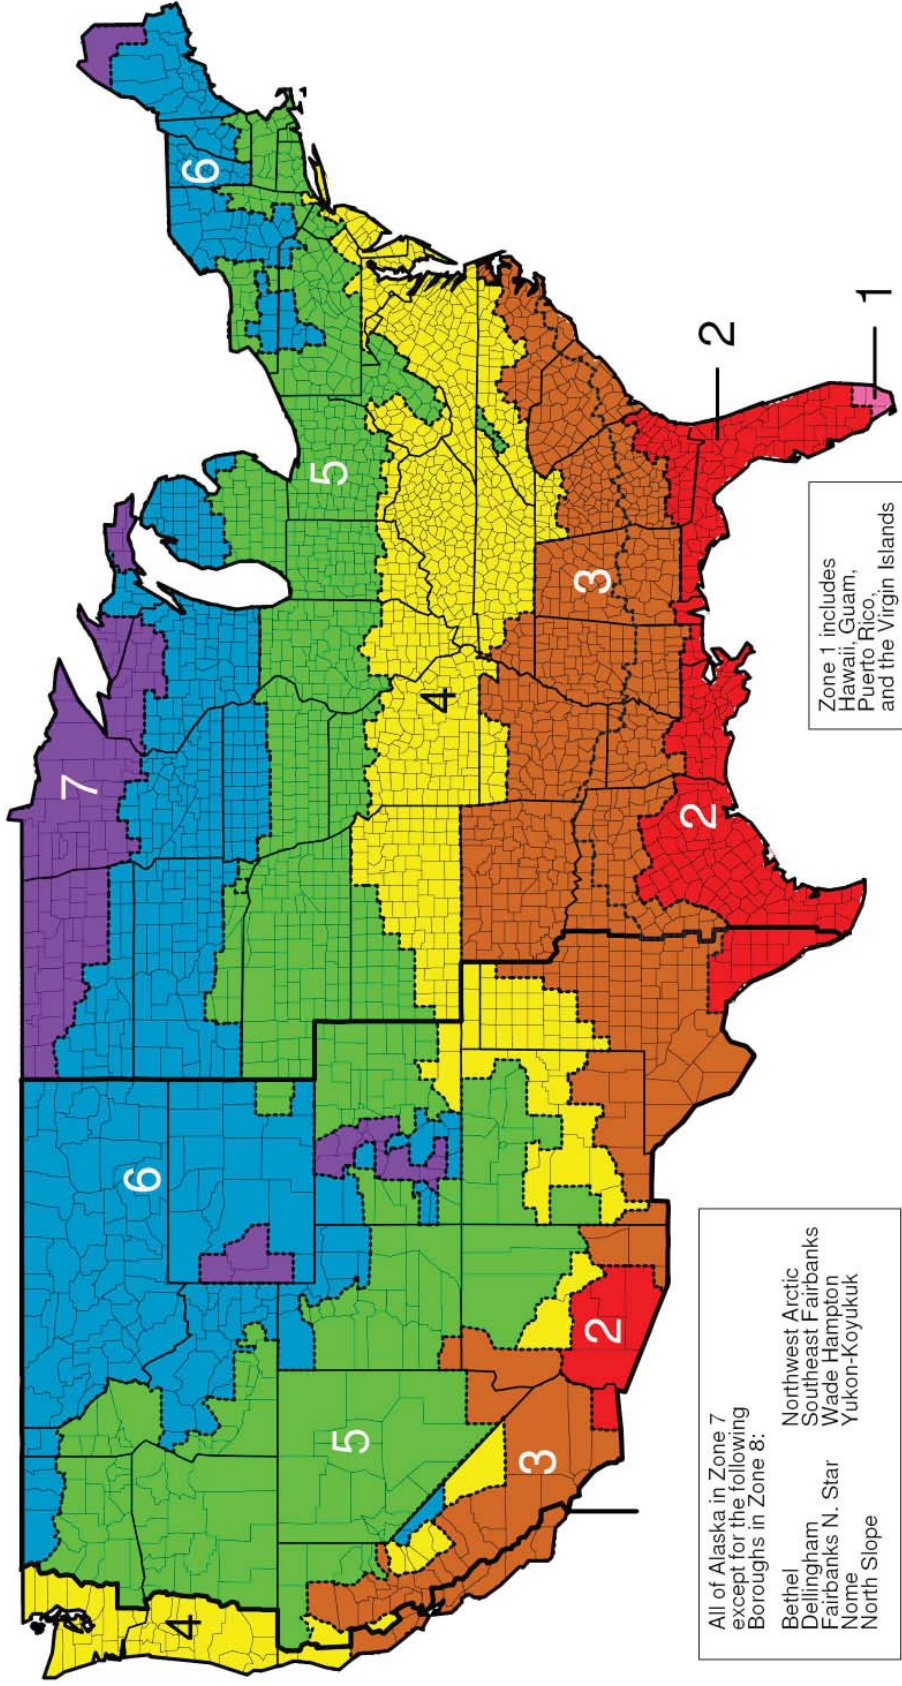 7
6
6
5
5
4
4
3
3
2
2
2
1
All of Alaska in Zone 7
except for the following
Boroughs in Zone 8:
Bethel
Dellingham
Fairbanks N. Star
Nome
North Slope
Northwest Arctic
Southeast Fairbanks
Wade Hampton
Yukon-Koyukuk
Zone 1 includes
Hawaii, Guam,
Puerto Rico,
and the Virgin Islands